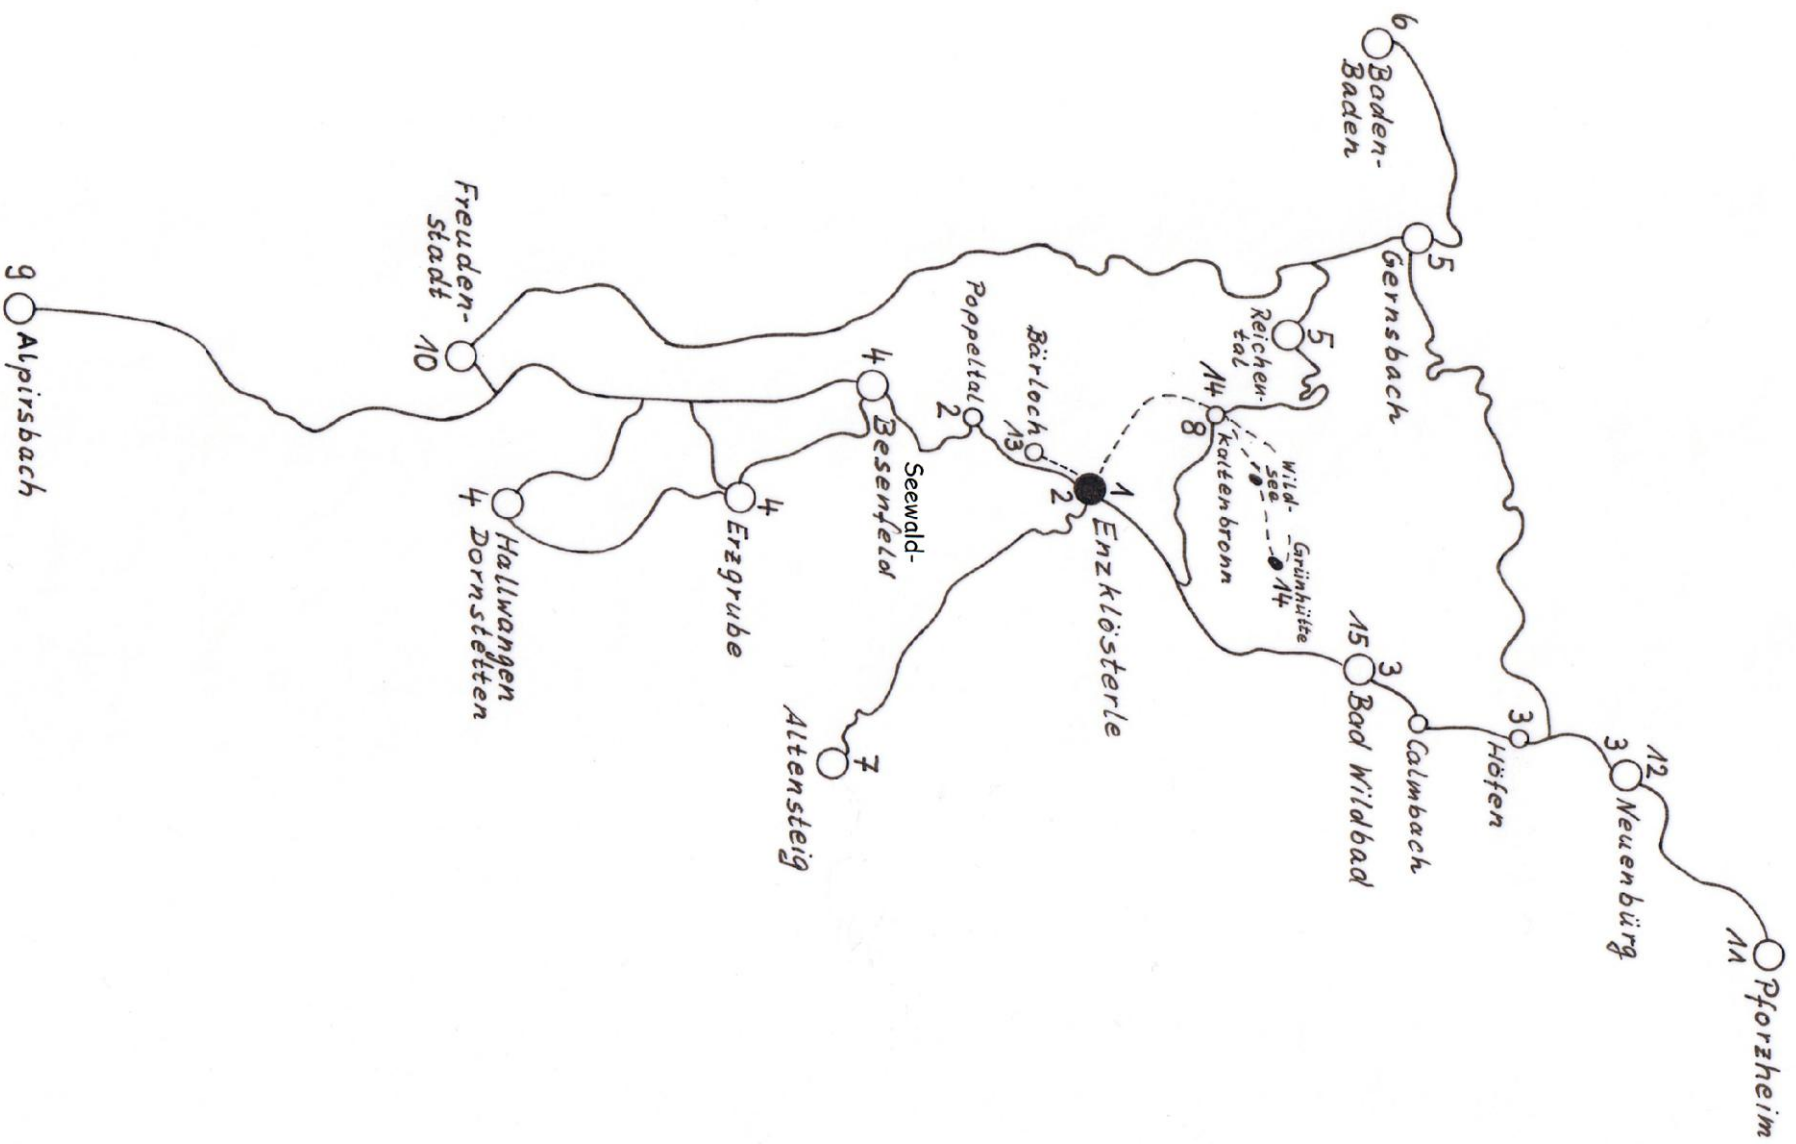 11
Pforzheim
12
3
Neuenbürg
3
Höfen
Calmbach
3
15
Bad Wildbad
6
Baden-
Baden
5
Gernsbach
5
Reichen-
tal
14
8
Kaltenbronn
Wild-
see
Grünhütte
14
1
2
Enzklösterle
Bärloch
13
Poppeltal
2
Seewald-
4
Besenfeld
7
Altensteig
4
Erzgrube
4
Hallwangen
Dornstetten
Freuden-
stadt
10
9
Alpirsbach